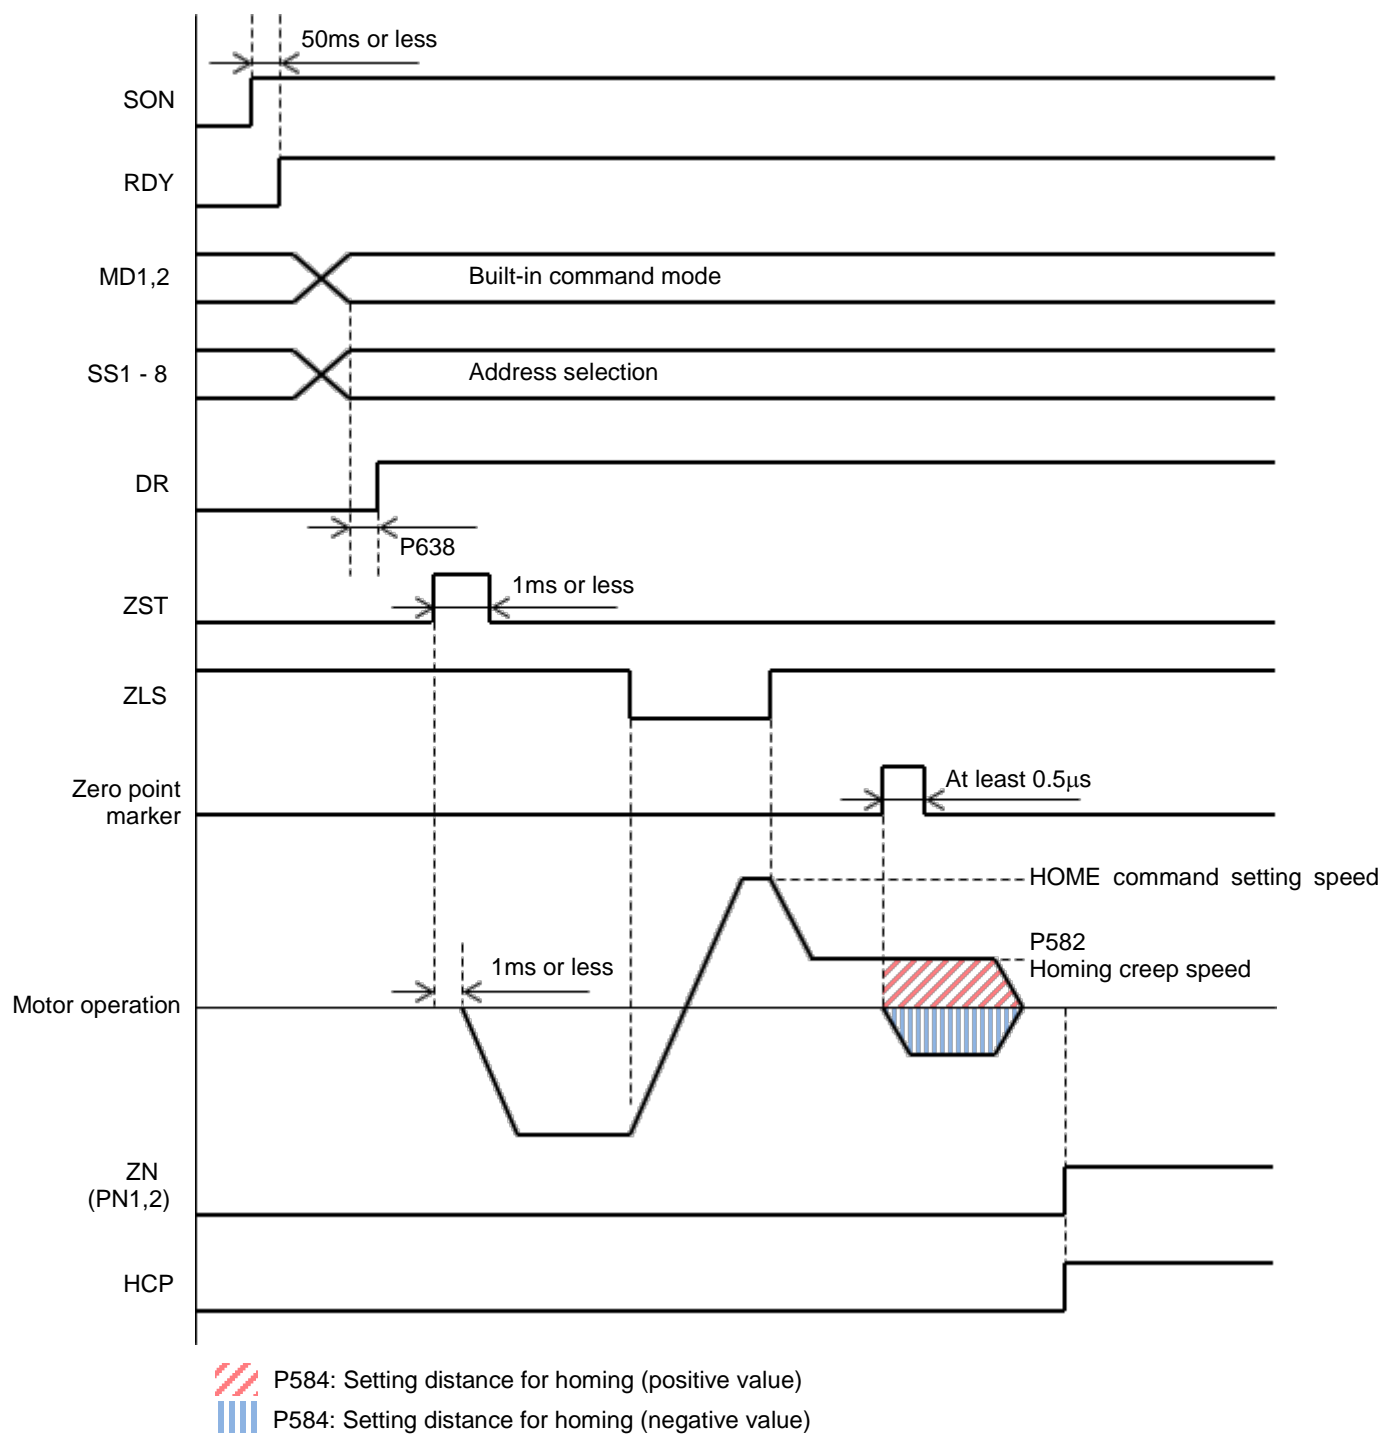 50ms or less
SON
RDY
MD1,2
Built-in command mode
SS1 - 8
Address selection
DR
P638
1ms or less
ZST
ZLS
Zero point
marker
At least 0.5μs
HOME command setting speed
P582
Homing creep speed
1ms or less
Motor operation
ZN
(PN1,2)
HCP
P584: Setting distance for homing (positive value)
P584: Setting distance for homing (negative value)